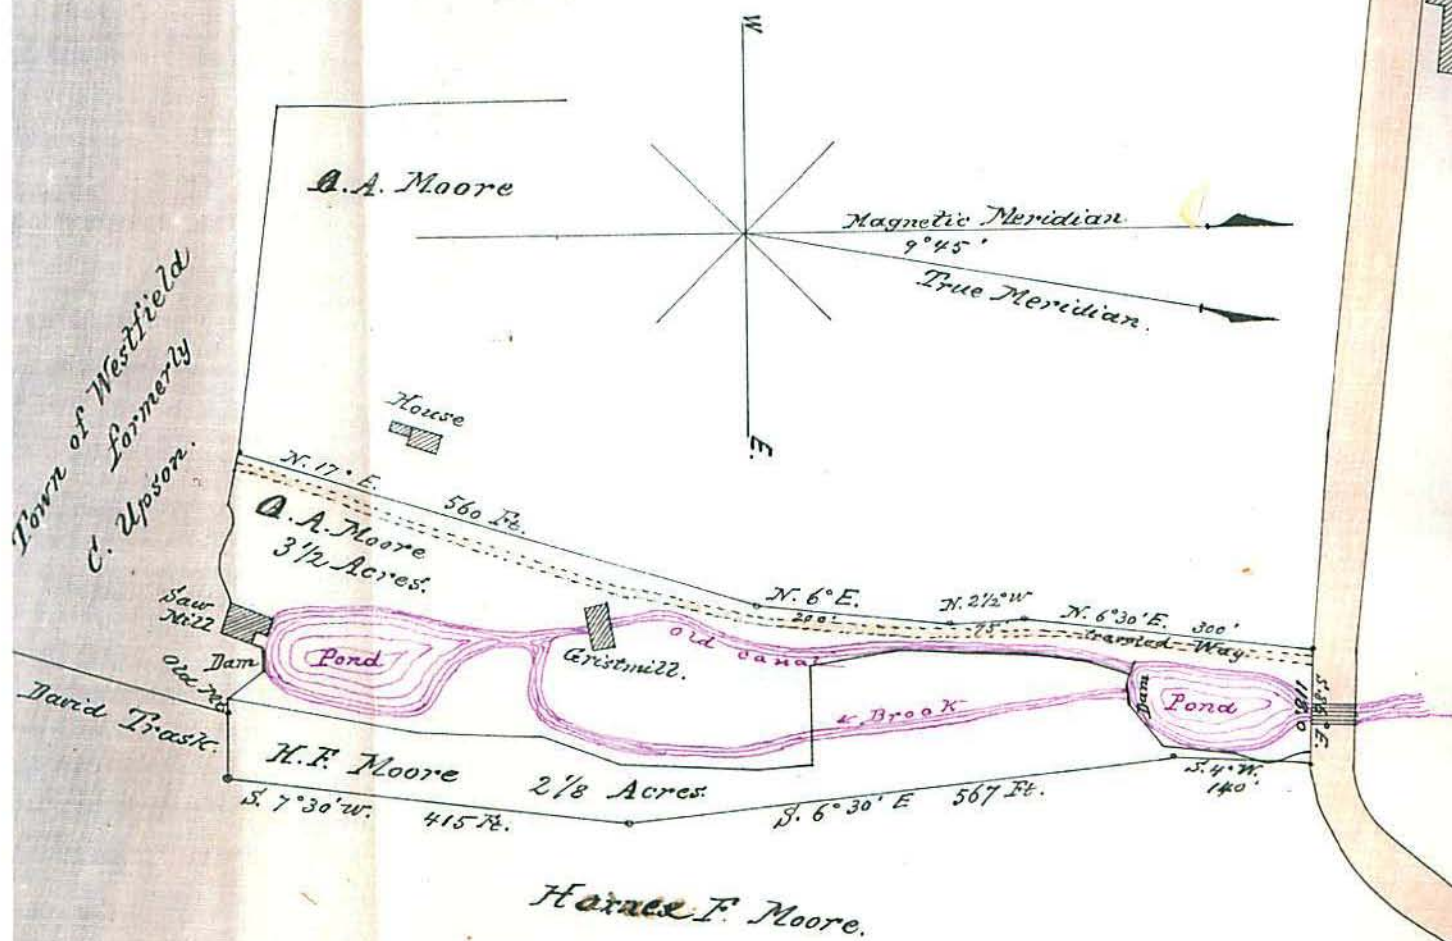 W.
A. A. Moore
Magnetic Meridian
9°45'
True Meridian.
E.
Town of Westfield
formerly
C. Upson.
House
N. 17° E. 560 Ft.
A. A. Moore
3 1/2 Acres.
N. 6° E.
200'
N. 2 1/2° W
75'
N. 6°30' E. 300'
traveled Way
Saw
Mill
Dam
Pond
Gristmill.
Old Canal
Brook
Dam
Pond
118.0
David Trask.
H. F. Moore
2 1/8 Acres
S. 7°30' W. 415 Ft.
S. 6°30' E 567 Ft.
S. 4° W.
140
F. Moore.